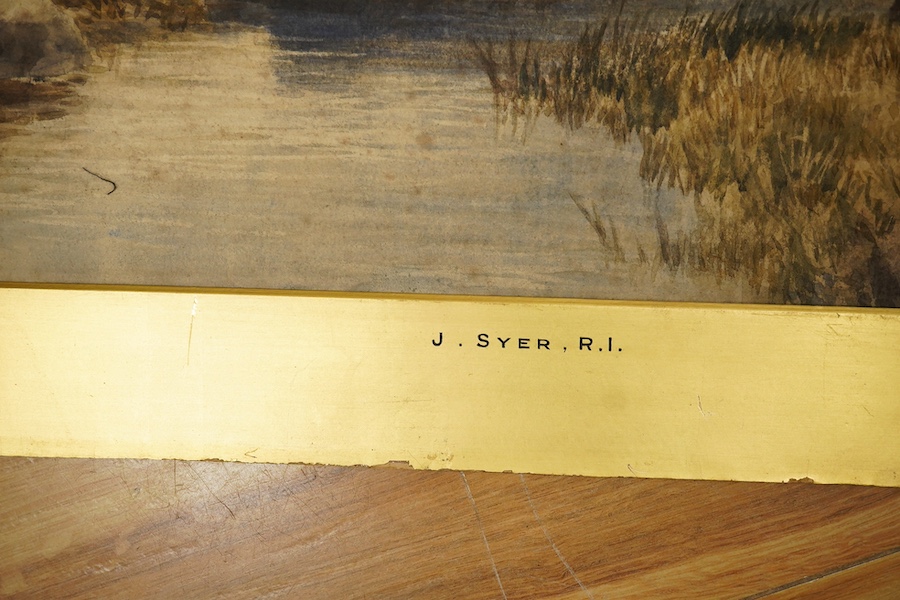 J . SYER , R.I.